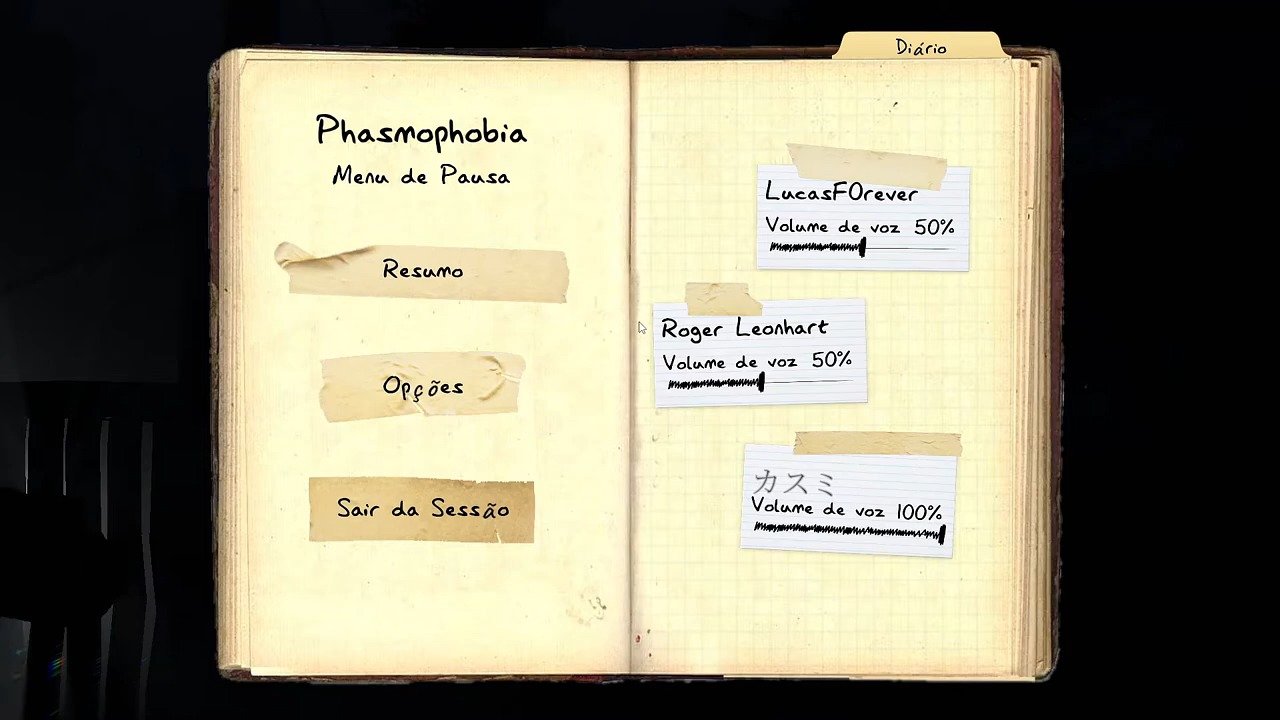 Diário
Phasmophobia
Menu de Pausa
Resumo
Opções
Sair da Sessão
LucasF0rever
Volume de voz 50%
Roger Leonhart
Volume de voz 50%
カスミ
Volume de voz 100%